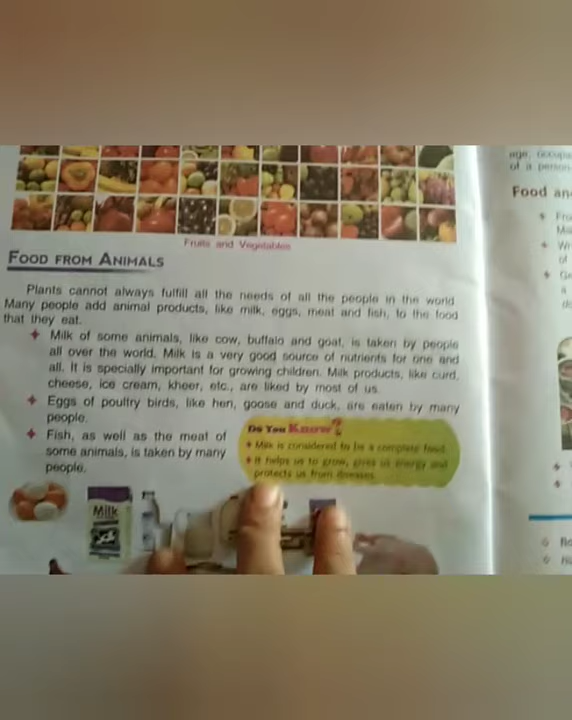 Fruits and Vegetables
FOOD FROM ANIMALS
Plants cannot always fulfill all the needs of all the people in the world.
Many people add animal products, like milk, eggs, meat and fish, to the food
that they eat.
Milk of some animals, like cow, buffalo and goat, is taken by people
all over the world. Milk is a very good source of nutrients for one and
all. It is specially important for growing children. Milk products, like curd,
cheese, ice cream, kheer, etc., are liked by most of us.
Eggs of poultry birds, like hen, goose and duck, are eaten by many
people.
Fish, as well as the meat of
some animals, is taken by many
people.
Do You Know?
Milk is considered to be a complete food.
It helps us to grow, gives us energy and
protects us from diseases.
Milk
age,
of a person
Food